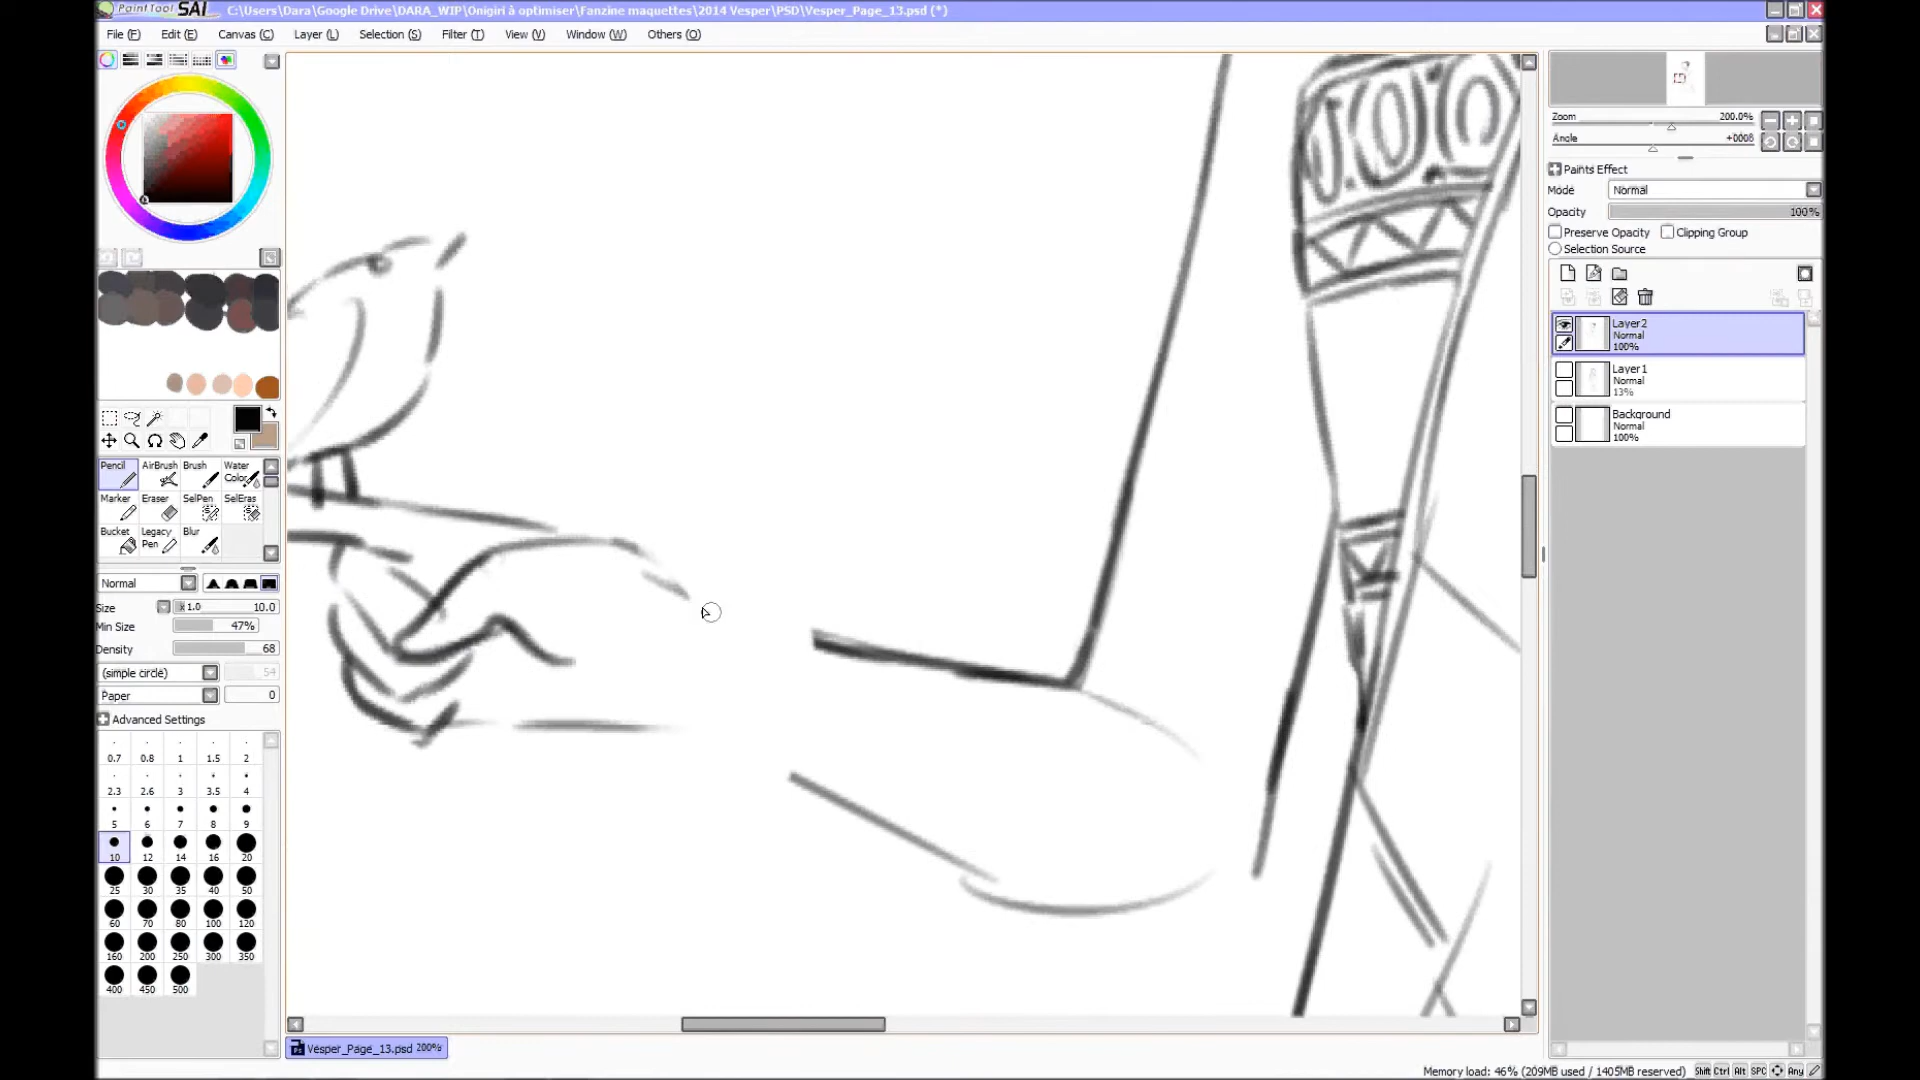 PaintTool SAI C:\Users\Dara\Google Drive\DARA_WIP\Onigiri à optimiser\Fanzine maquettes\2014 Vesper\PSD\Vesper_Page_13.psd (*)
File (F) Edit (E) Canvas (C) Layer (L) Selection (S) Filter (T) View (V) Window (W) Others (O)
Zoom 200.0%
Angle +0008
Paints Effect
Mode Normal
Opacity 100%
Preserve Opacity Clipping Group
Selection Source
Layer2
Normal
100%
Layer1
Normal
13%
Background
Normal
100%
Pencil AirBrush Brush Water Color
Marker Eraser SelPen SelEras
Bucket Legacy Pen Blur
Normal
Size x1.0 10.0
Min Size 47%
Density 68
(simple circle) 54
Paper 0
Advanced Settings
0.7 0.8 1 1.5 2
2.3 2.6 3 3.5 4
5 6 7 8 9
10 12 14 16 20
25 30 35 40 50
60 70 80 100 120
160 200 250 300 350
400 450 500
Vesper_Page_13.psd 200%
Memory load: 46% (209MB used / 1405MB reserved) Shift Ctrl Alt SPC Any